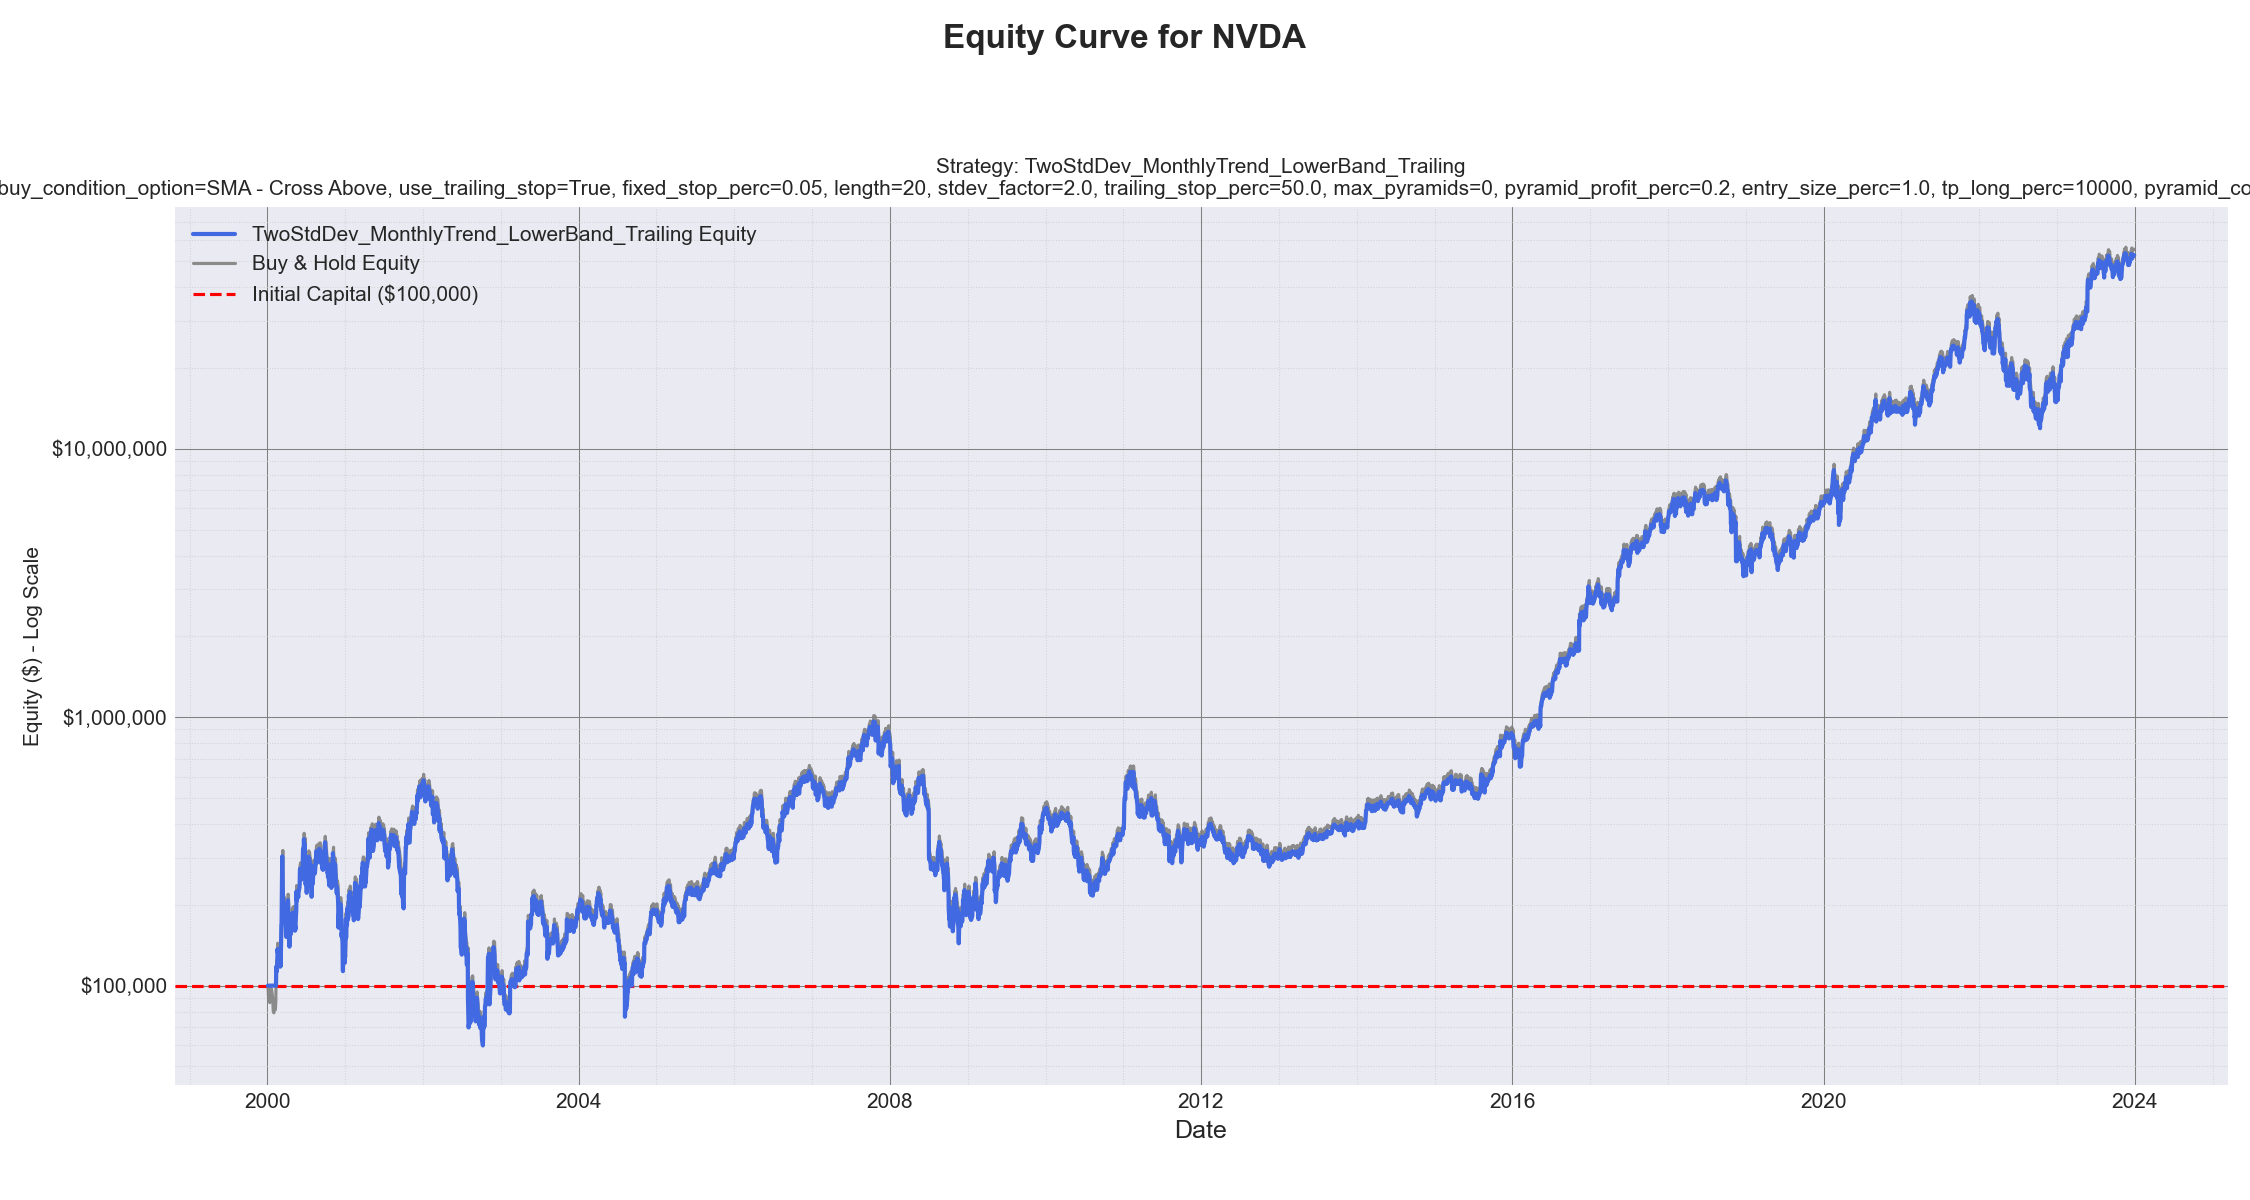 Equity Curve for NVDA
Strategy: TwoStdDev_MonthlyTrend_LowerBand_Trailing
buy_condition_option=SMA - Cross Above, use_trailing_stop=True, fixed_stop_perc=0.05, length=20, stdev_factor=2.0, trailing_stop_perc=50.0, max_pyramids=0, pyramid_profit_perc=0.2, entry_size_perc=1.0, tp_long_perc=10000, pyramid_co
TwoStdDev_MonthlyTrend_LowerBand_Trailing Equity
Buy & Hold Equity
Initial Capital ($100,000)
$10,000,000
$1,000,000
$100,000
Equity ($) - Log Scale
2000 2004 2008 2012 2016 2020 2024
Date